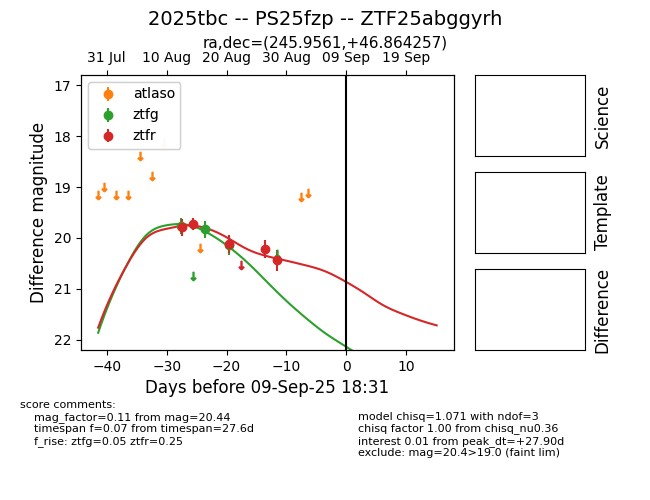 2025tbc -- PS25fzp -- ZTF25abggyrh
ra,dec=(245.9561,+46.864257)
31 Jul 10 Aug 20 Aug 30 Aug 09 Sep 19 Sep
atlaso
ztfg
ztfr
17
18
19
20
21
22
Difference magnitude
−40 −30 −20 −10 0 10
Days before 09-Sep-25 18:31
Science
Template
Difference
score comments:
mag_factor=0.11 from mag=20.44
timespan f=0.07 from timespan=27.6d
f_rise: ztfg=0.05 ztfr=0.25
model chisq=1.071 with ndof=3
chisq factor 1.00 from chisq_nu0.36
interest 0.01 from peak_dt=+27.90d
exclude: mag=20.4>19.0 (faint lim)